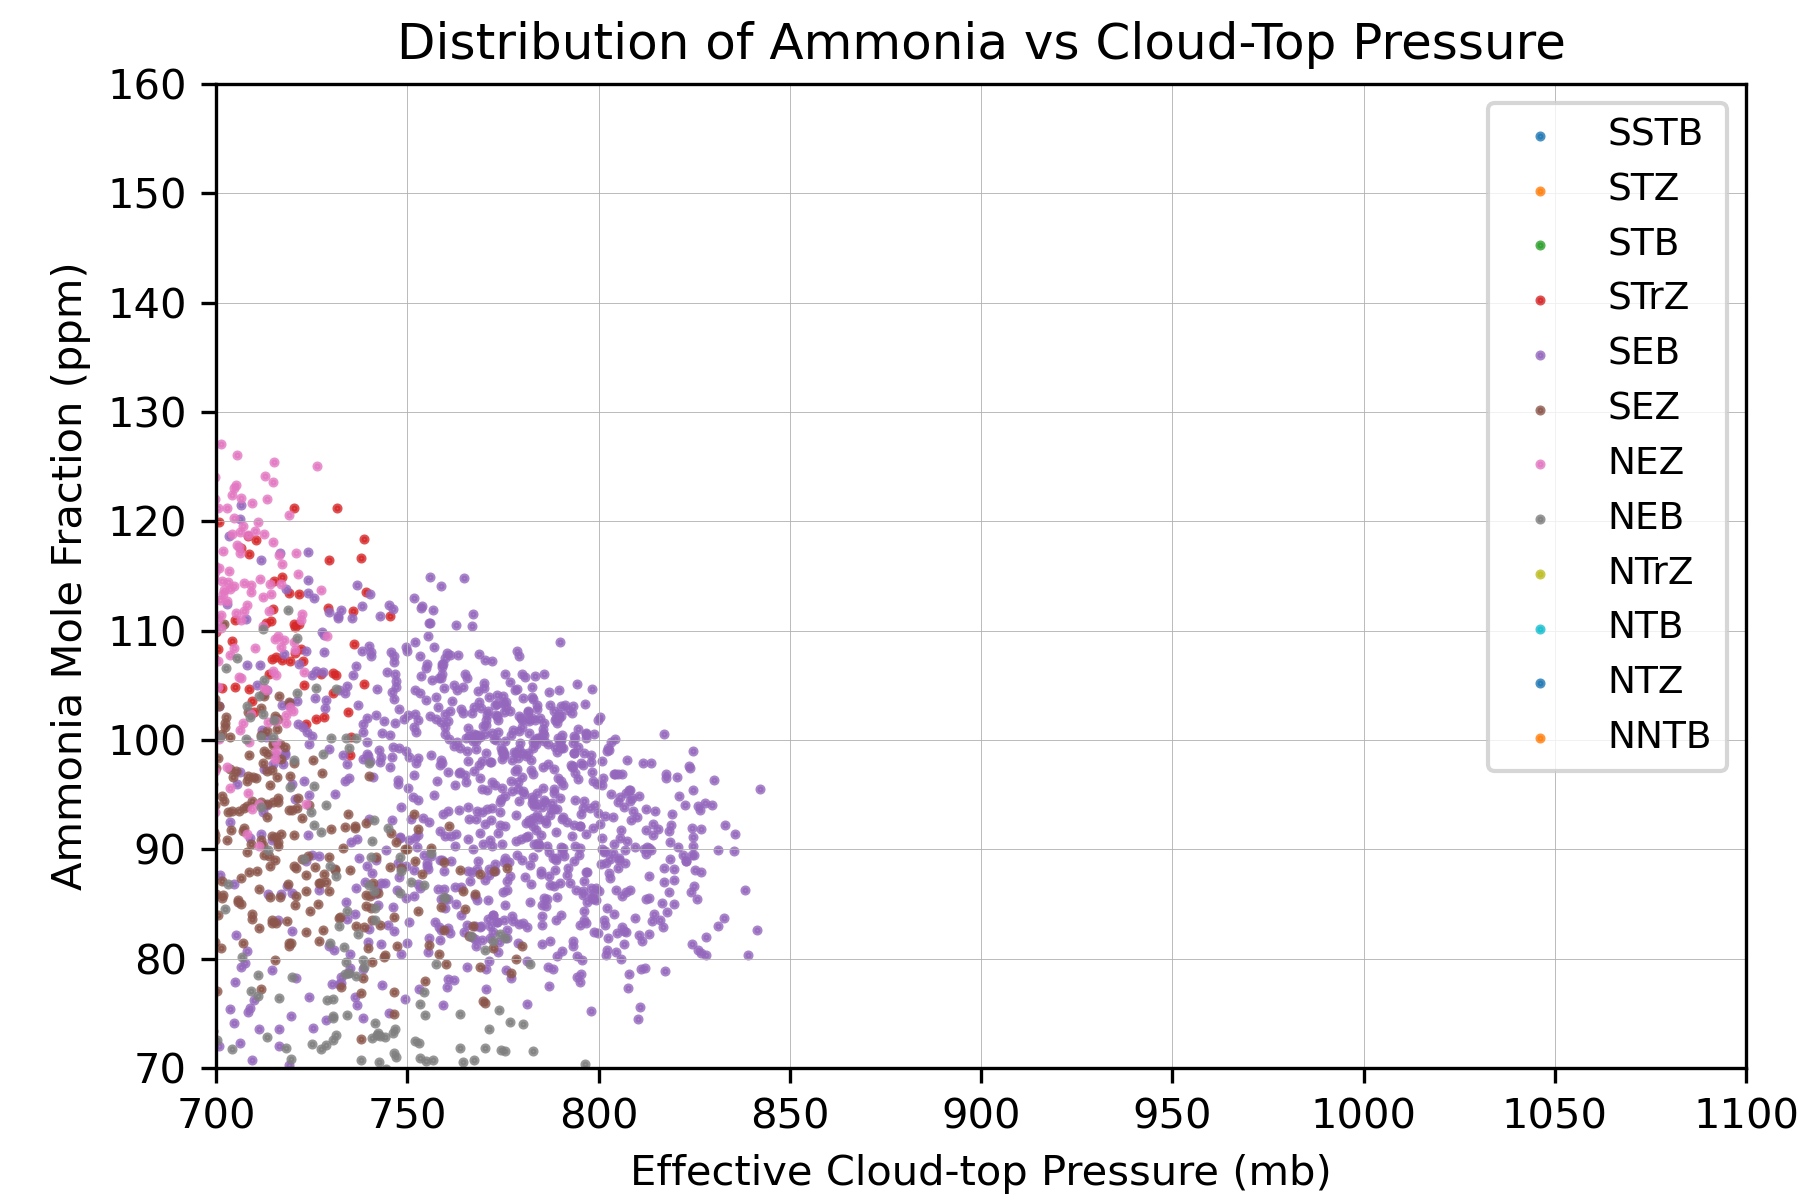 Distribution of Ammonia vs Cloud-Top Pressure
160
150
140
130
120
110
100
90
80
70
Ammonia Mole Fraction (ppm)
SSTB
STZ
STB
STrZ
SEB
SEZ
NEZ
NEB
NTrZ
NTB
NTZ
NNTB
700 750 800 850 900 950 1000 1050 1100
Effective Cloud-top Pressure (mb)